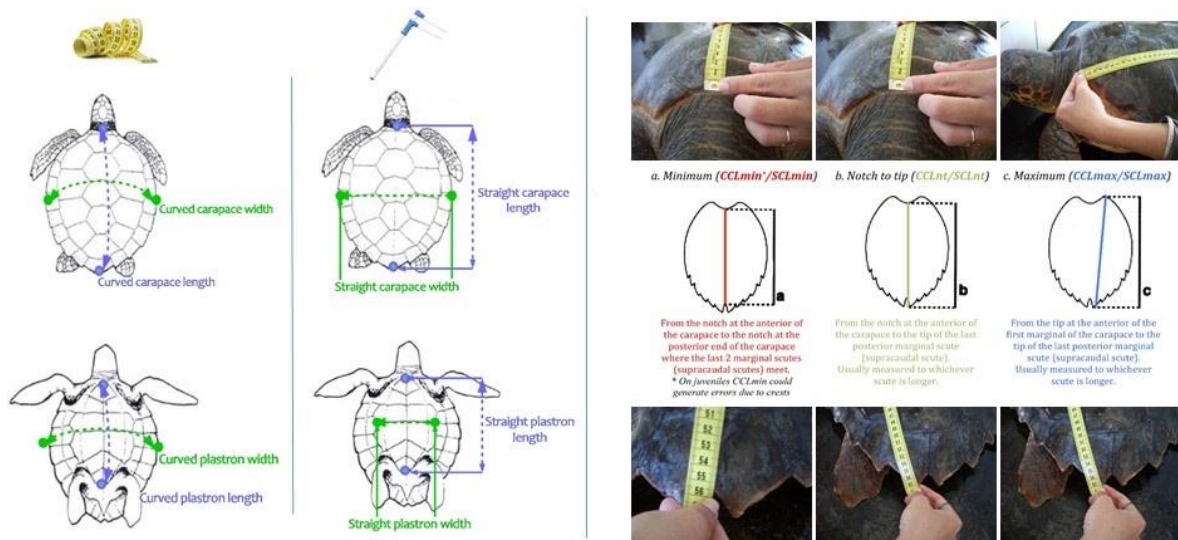 Curved carapace width
Curved carapace length
Straight carapace
length
Straight carapace width
Curved plastron width
Curved plastron length
Straight plastron
length
Straight plastron width
a. Minimum (CCLmin*/SCLmin)
b. Notch to tip (CCLnt/SCLnt)
c. Maximum (CCLmax/SCLmax)
a
b
c
From the notch at the anterior of
the carapace to the notch at the
posterior end of the carapace
where the last 2 marginal scutes
(supracaudal scutes) meet.
* On juveniles CCLmin could
generate errors due to crests
From the notch at the anterior
of the carapace to the tip of the last
posterior marginal scute
(supracaudal scute).
Usually measured to whichever
scute is longer.
From the tip at the anterior of the
first marginal of the carapace to the
tip of the last posterior marginal
scute (supracaudal scute).
Usually measured to whichever
scute is longer.
51
52
53
54
55
56